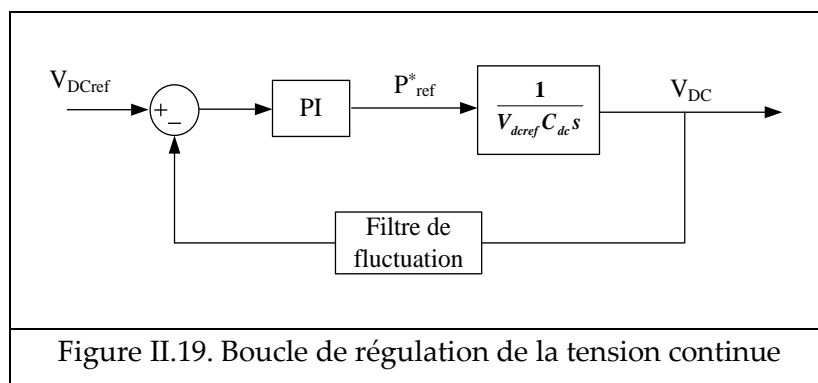 V_DCref
+
−
PI
P*_ref
1
V_dcref C_dc s
V_DC
Filtre de
fluctuation
Figure II.19. Boucle de régulation de la tension continue